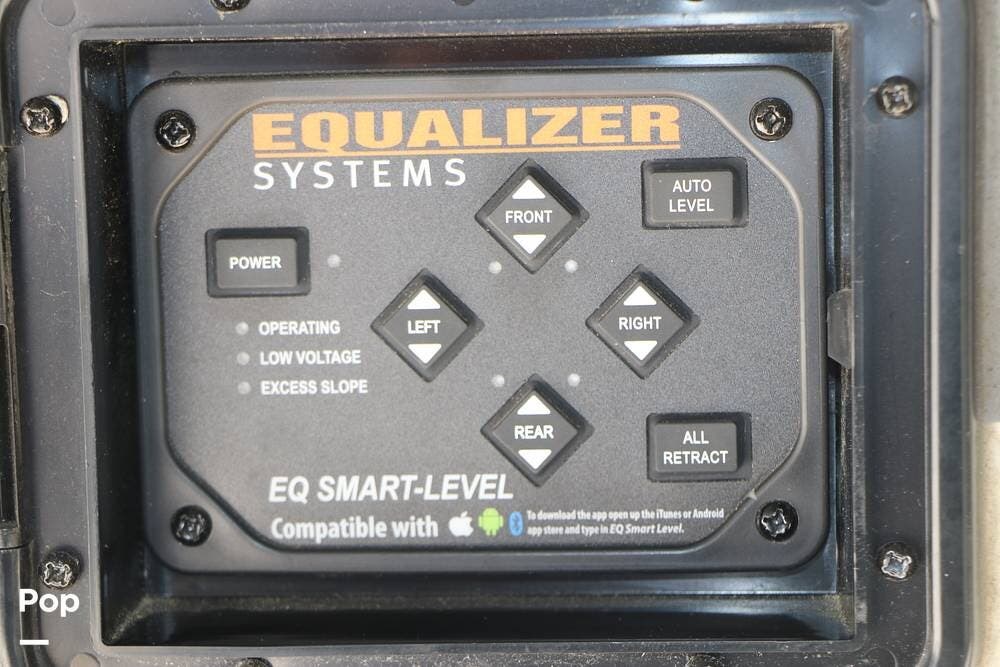 EQUALIZER
SYSTEMS
AUTO
LEVEL
FRONT
POWER
LEFT
RIGHT
OPERATING
LOW VOLTAGE
EXCESS SLOPE
REAR
ALL
RETRACT
EQ SMART-LEVEL
Compatible with
To download the app open up the iTunes or Android
app store and type in EQ Smart Level.
Pop